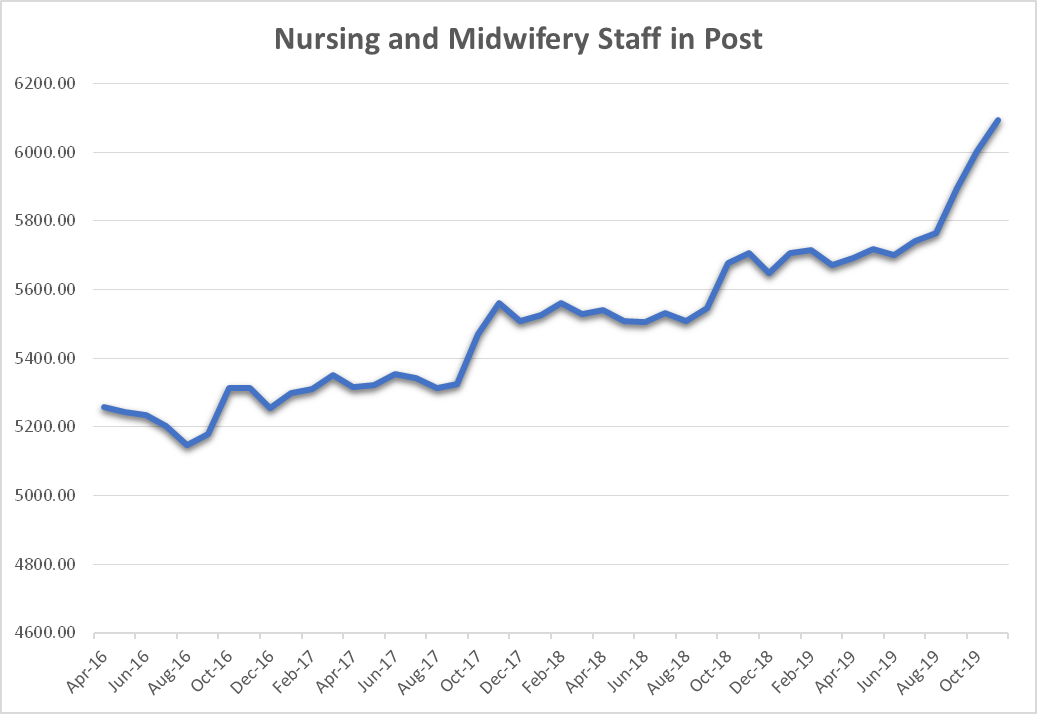 Nursing and Midwifery Staff in Post
6200.00
6000.00
5800.00
5600.00
5400.00
5200.00
5000.00
4800.00
4600.00
Apr-16
Jun-16
Aug-16
Oct-16
Dec-16
Feb-17
Apr-17
Jun-17
Aug-17
Oct-17
Dec-17
Feb-18
Apr-18
Jun-18
Aug-18
Oct-18
Dec-18
Feb-19
Apr-19
Jun-19
Aug-19
Oct-19